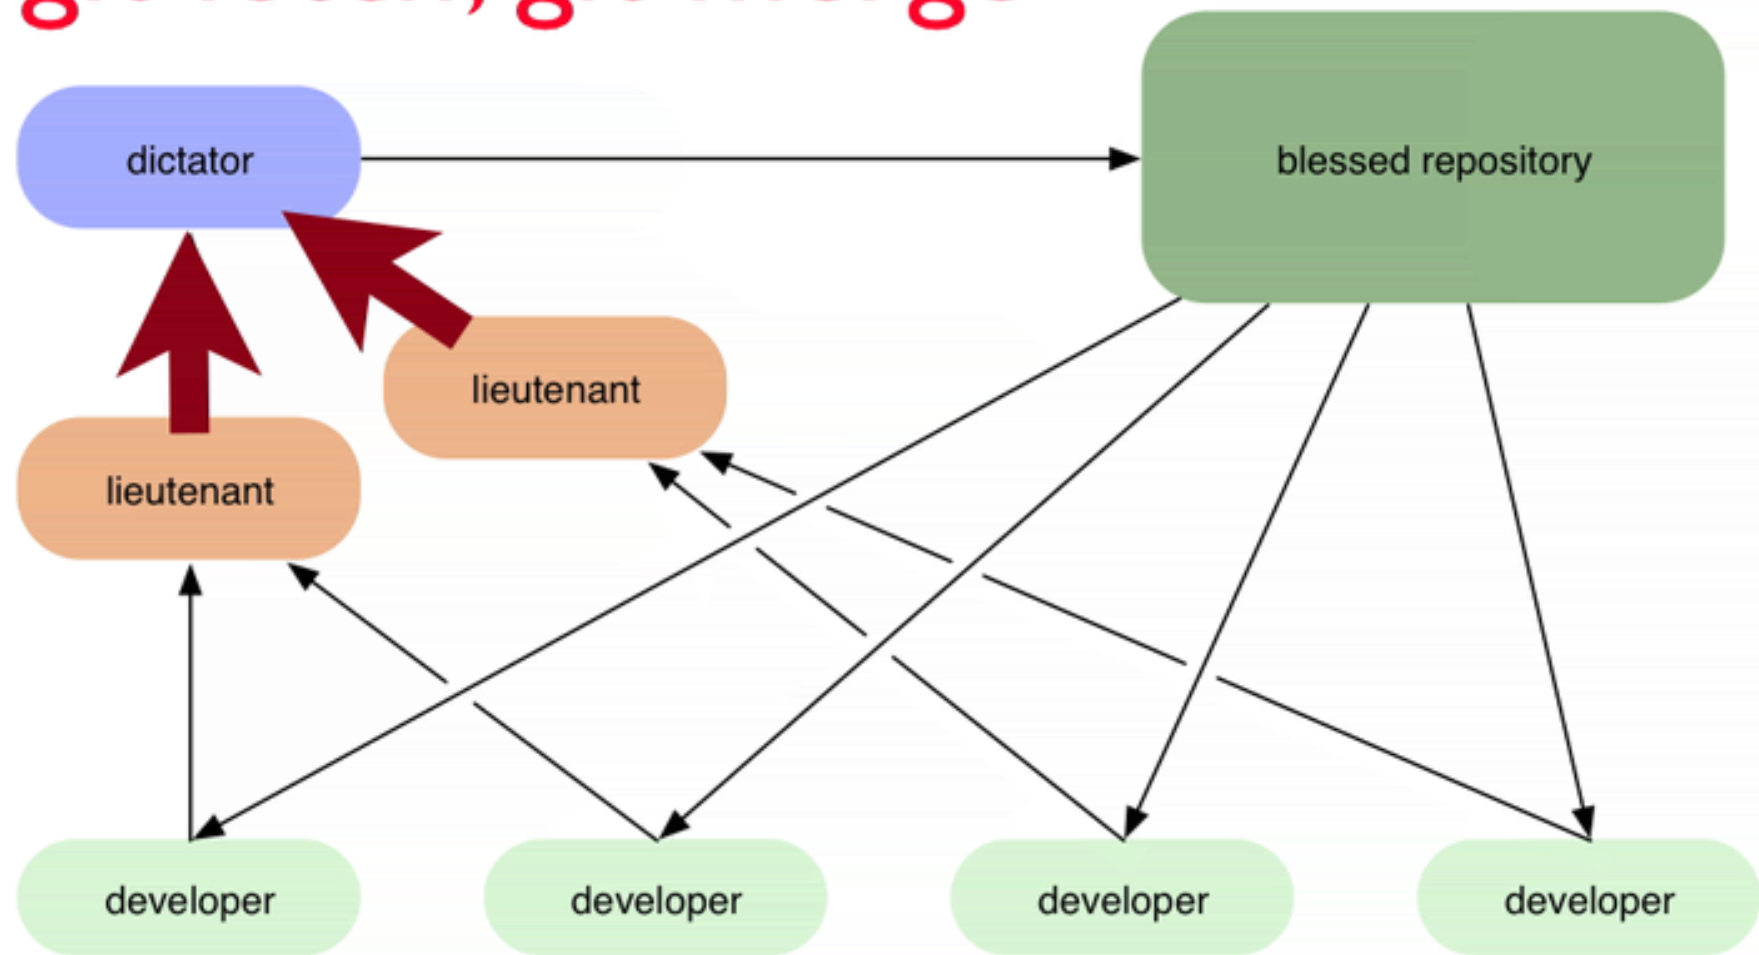 dictator
blessed repository
lieutenant
lieutenant
developer
developer
developer
developer